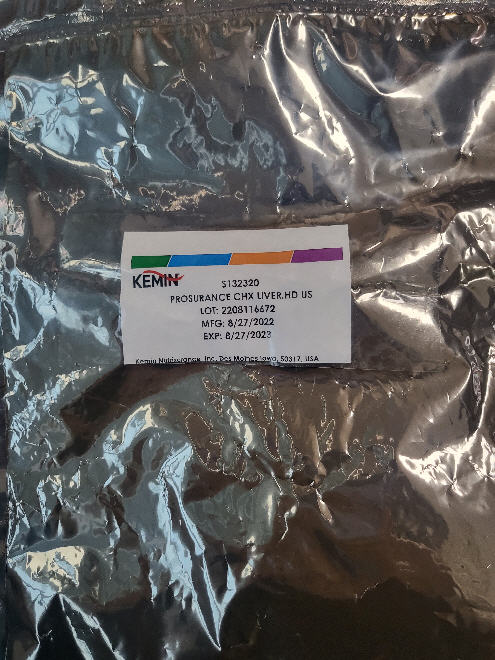 KEMIN
S132320
PROSURANCE CHX LIVER.HD US
LOT: 2208116672
MFG: 8/27/2022
EXP: 8/27/2023
Kemin Nutrisurance, Inc. Des Moines Iowa, 50317, USA